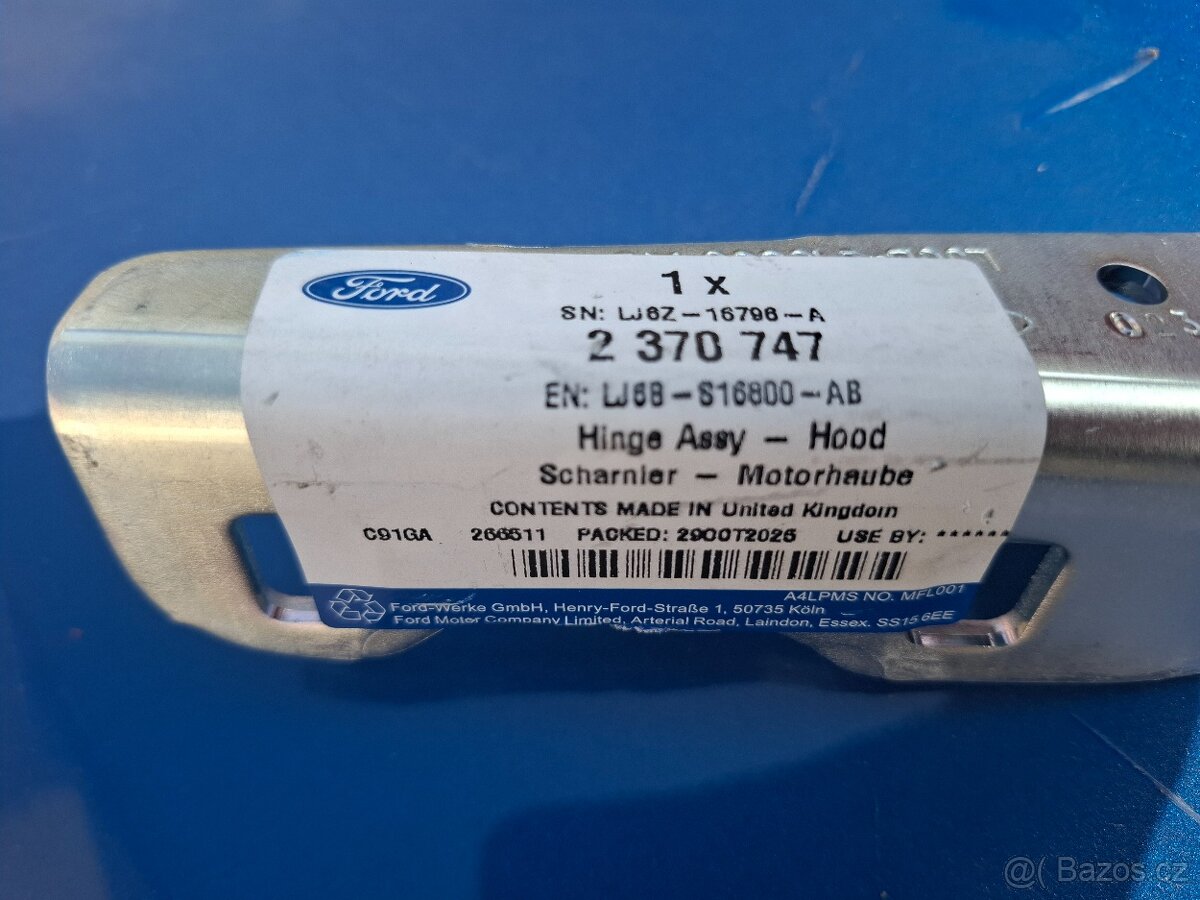 Ford
1 x
SN: LJ6Z-16796-A
2 370 747
EN: LJ6B-S16800-AB
Hinge Assy - Hood
Scharnier - Motorhaube
CONTENTS MADE IN United Kingdom
C91GA 266511 PACKED: 29OCT2025 USE BY: ******
A4LPMS NO. MFL001
Ford-Werke GmbH, Henry-Ford-Straße 1, 50735 Köln
Ford Motor Company Limited, Arterial Road, Laindon, Essex. SS15 6EE
@( Bazos.cz